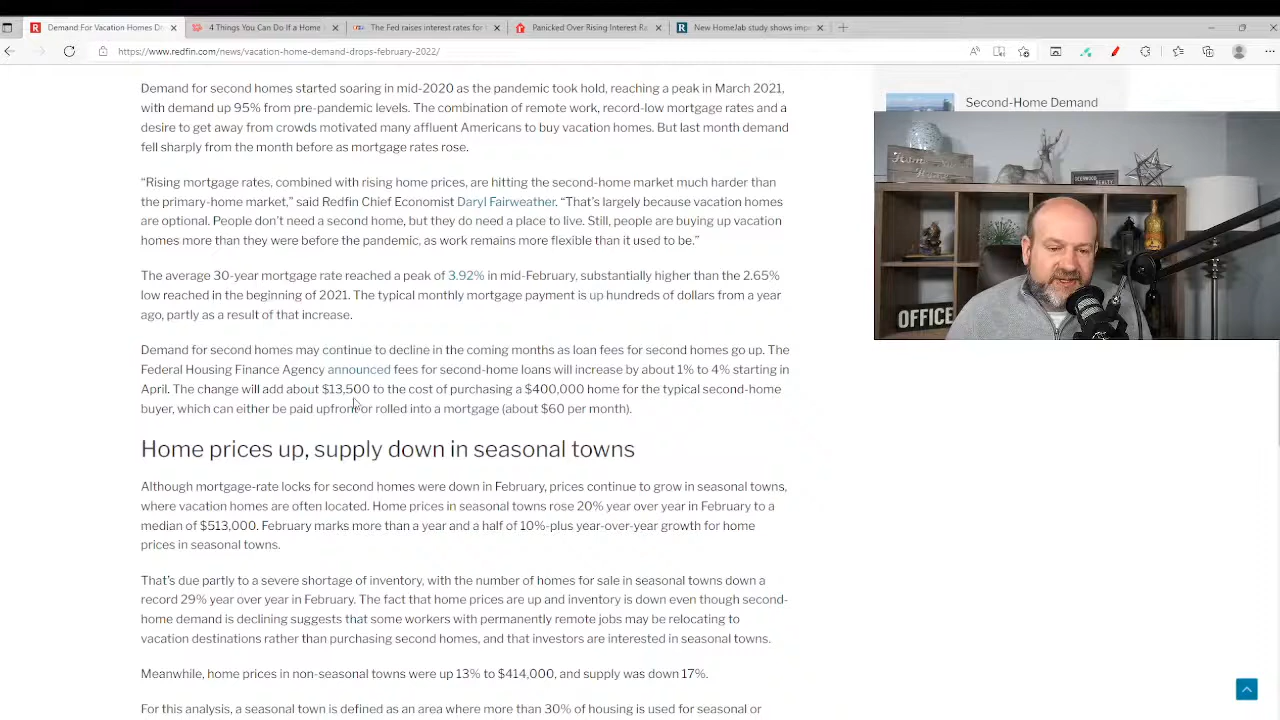 Demand For Vacation Homes Dr
4 Things You Can Do If a Home
The Fed raises interest rates for
Panicked Over Rising Interest Ra
New HomeJab study shows imp
https://www.redfin.com/news/vacation-home-demand-drops-february-2022/
Demand for second homes started soaring in mid-2020 as the pandemic took hold, reaching a peak in March 2021,
with demand up 95% from pre-pandemic levels. The combination of remote work, record-low mortgage rates and a
desire to get away from crowds motivated many affluent Americans to buy vacation homes. But last month demand
fell sharply from the month before as mortgage rates rose.
“Rising mortgage rates, combined with rising home prices, are hitting the second-home market much harder than
the primary-home market,” said Redfin Chief Economist Daryl Fairweather. “That’s largely because vacation homes
are optional. People don’t need a second home, but they do need a place to live. Still, people are buying up vacation
homes more than they were before the pandemic, as work remains more flexible than it used to be.”
The average 30-year mortgage rate reached a peak of 3.92% in mid-February, substantially higher than the 2.65%
low reached in the beginning of 2021. The typical monthly mortgage payment is up hundreds of dollars from a year
ago, partly as a result of that increase.
Demand for second homes may continue to decline in the coming months as loan fees for second homes go up. The
Federal Housing Finance Agency announced fees for second-home loans will increase by about 1% to 4% starting in
April. The change will add about $13,500 to the cost of purchasing a $400,000 home for the typical second-home
buyer, which can either be paid upfront or rolled into a mortgage (about $60 per month).
Home prices up, supply down in seasonal towns
Although mortgage-rate locks for second homes were down in February, prices continue to grow in seasonal towns,
where vacation homes are often located. Home prices in seasonal towns rose 20% year over year in February to a
median of $513,000. February marks more than a year and a half of 10%-plus year-over-year growth for home
prices in seasonal towns.
That’s due partly to a severe shortage of inventory, with the number of homes for sale in seasonal towns down a
record 29% year over year in February. The fact that home prices are up and inventory is down even though second-
home demand is declining suggests that some workers with permanently remote jobs may be relocating to
vacation destinations rather than purchasing second homes, and that investors are interested in seasonal towns.
Meanwhile, home prices in non-seasonal towns were up 13% to $414,000, and supply was down 17%.
For this analysis, a seasonal town is defined as an area where more than 30% of housing is used for seasonal or
Second-Home Demand
REALTY
OFFICE